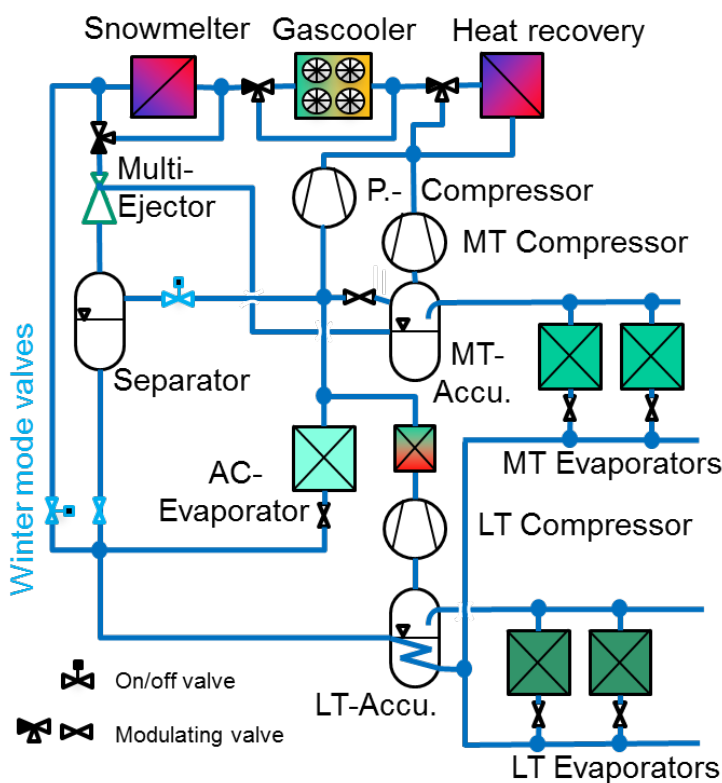 Snowmelter
Gascooler
Heat recovery
Multi-
Ejector
P.- Compressor
MT Compressor
Separator
MT-
Accu.
Winter mode valves
AC-
Evaporator
MT Evaporators
LT Compressor
On/off valve
LT-Accu.
Modulating valve
LT Evaporators